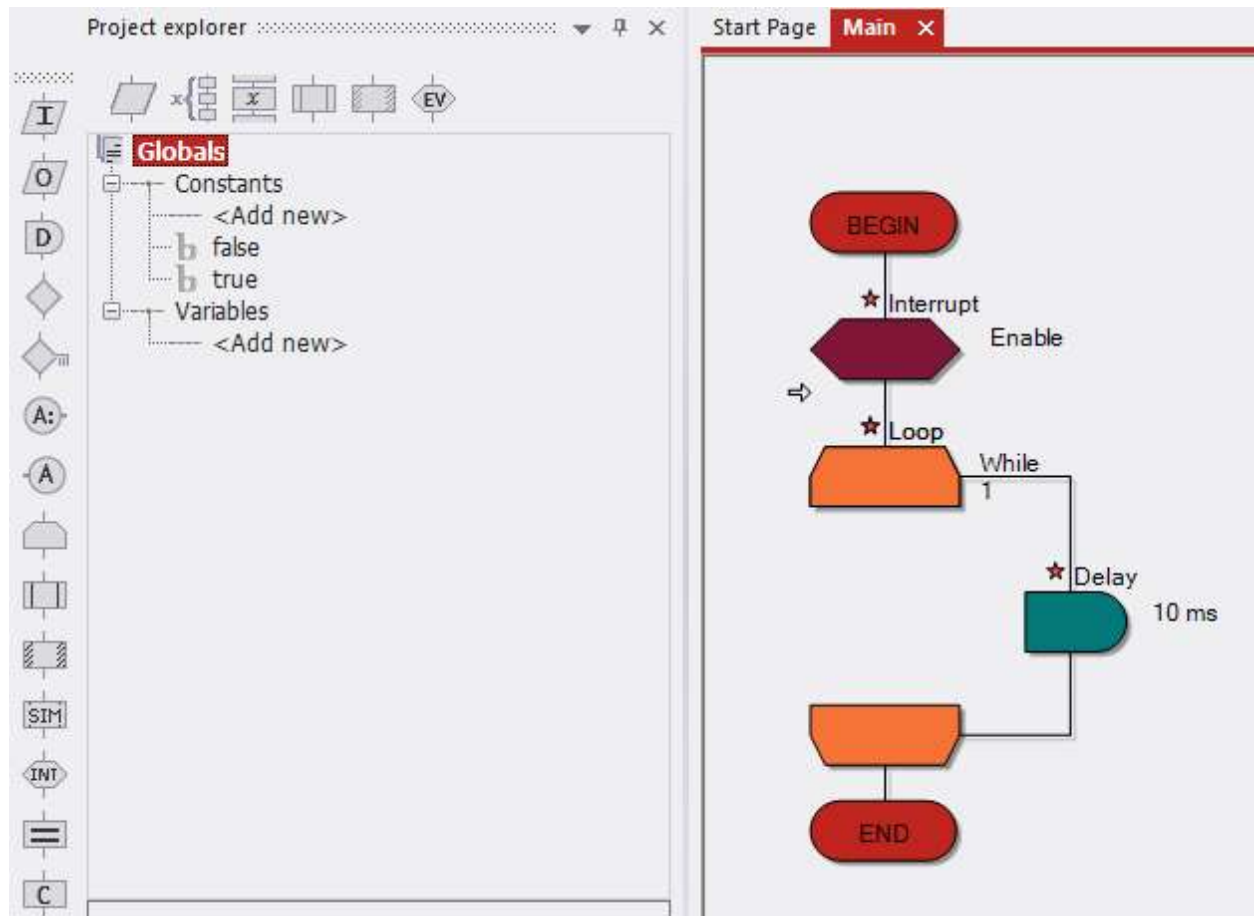 Project explorer
Start Page
Main
I
O
D
A:
A
SIM
INT
C
x
x
EV
Globals
Constants
<Add new>
false
true
Variables
<Add new>
BEGIN
Interrupt
Enable
Loop
While
1
Delay
10 ms
END